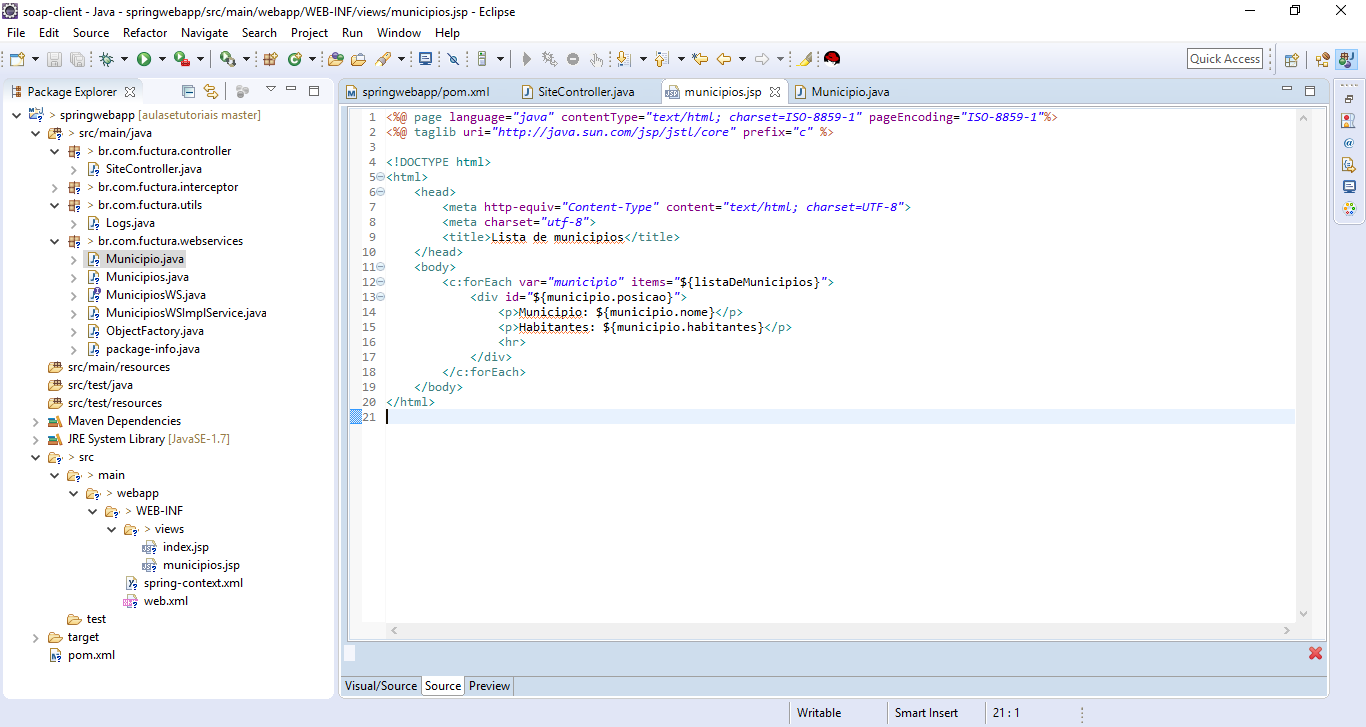 soap-client - Java - springwebapp/src/main/webapp/WEB-INF/views/municipios.jsp - Eclipse
File Edit Source Refactor Navigate Search Project Run Window Help
Quick Access
Package Explorer
> springwebapp [aulasetutoriais master]
> src/main/java
> br.com.fuctura.controller
SiteController.java
> br.com.fuctura.interceptor
> br.com.fuctura.utils
Logs.java
> br.com.fuctura.webservices
Municipio.java
Municipios.java
MunicipiosWS.java
MunicipiosWSImplService.java
ObjectFactory.java
package-info.java
src/main/resources
src/test/java
src/test/resources
Maven Dependencies
JRE System Library [JavaSE-1.7]
> src
> main
> webapp
> WEB-INF
> views
index.jsp
municipios.jsp
spring-context.xml
web.xml
test
target
pom.xml
springwebapp/pom.xml SiteController.java municipios.jsp Municipio.java
1 <%@ page language="java" contentType="text/html; charset=ISO-8859-1" pageEncoding="ISO-8859-1"%>
2 <%@ taglib uri="http://java.sun.com/jsp/jstl/core" prefix="c" %>
3
4 <!DOCTYPE html>
5 <html>
6 <head>
7 <meta http-equiv="Content-Type" content="text/html; charset=UTF-8">
8 <meta charset="utf-8">
9 <title>Lista de municipios</title>
10 </head>
11 <body>
12 <c:forEach var="municipio" items="${listaDeMunicipios}">
13 <div id="${municipio.posicao}">
14 <p>Municipio: ${municipio.nome}</p>
15 <p>Habitantes: ${municipio.habitantes}</p>
16 <hr>
17 </div>
18 </c:forEach>
19 </body>
20 </html>
21
Visual/Source Source Preview
Writable Smart Insert 21 : 1